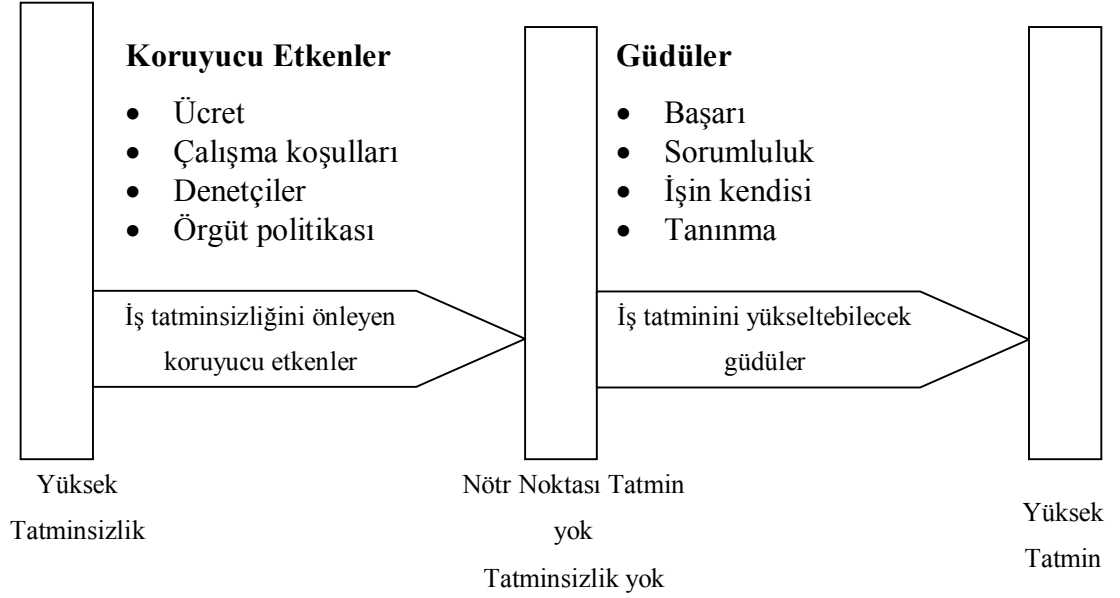 Koruyucu Etkenler
• Ücret
• Çalışma koşulları
• Denetçiler
• Örgüt politikası
Güdüler
• Başarı
• Sorumluluk
• İşin kendisi
• Tanınma
İş tatminsizliğini önleyen
koruyucu etkenler
İş tatminini yükseltebilecek
güdüler
Yüksek
Tatminsizlik
Nötr Noktası Tatmin
yok
Tatminsizlik yok
Yüksek
Tatmin